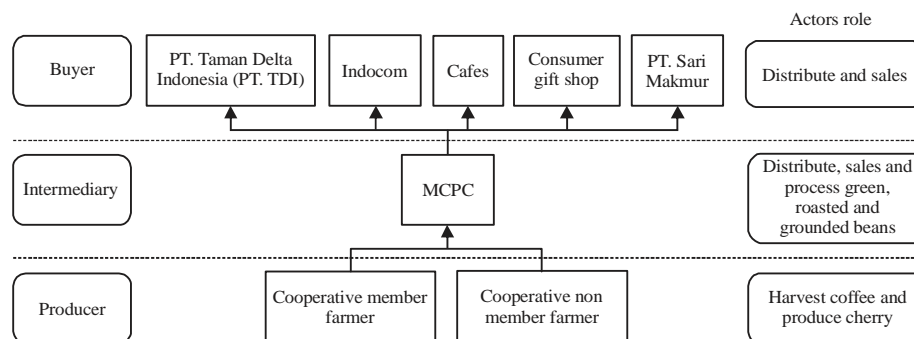 Actors role
Buyer
PT. Taman Delta
Indonesia (PT. TDI)
Indocom
Cafes
Consumer
gift shop
PT. Sari
Makmur
Distribute and sales
Intermediary
MCPC
Distribute, sales and
process green,
roasted and
grounded beans
Producer
Cooperative member
farmer
Cooperative non
member farmer
Harvest coffee and
produce cherry